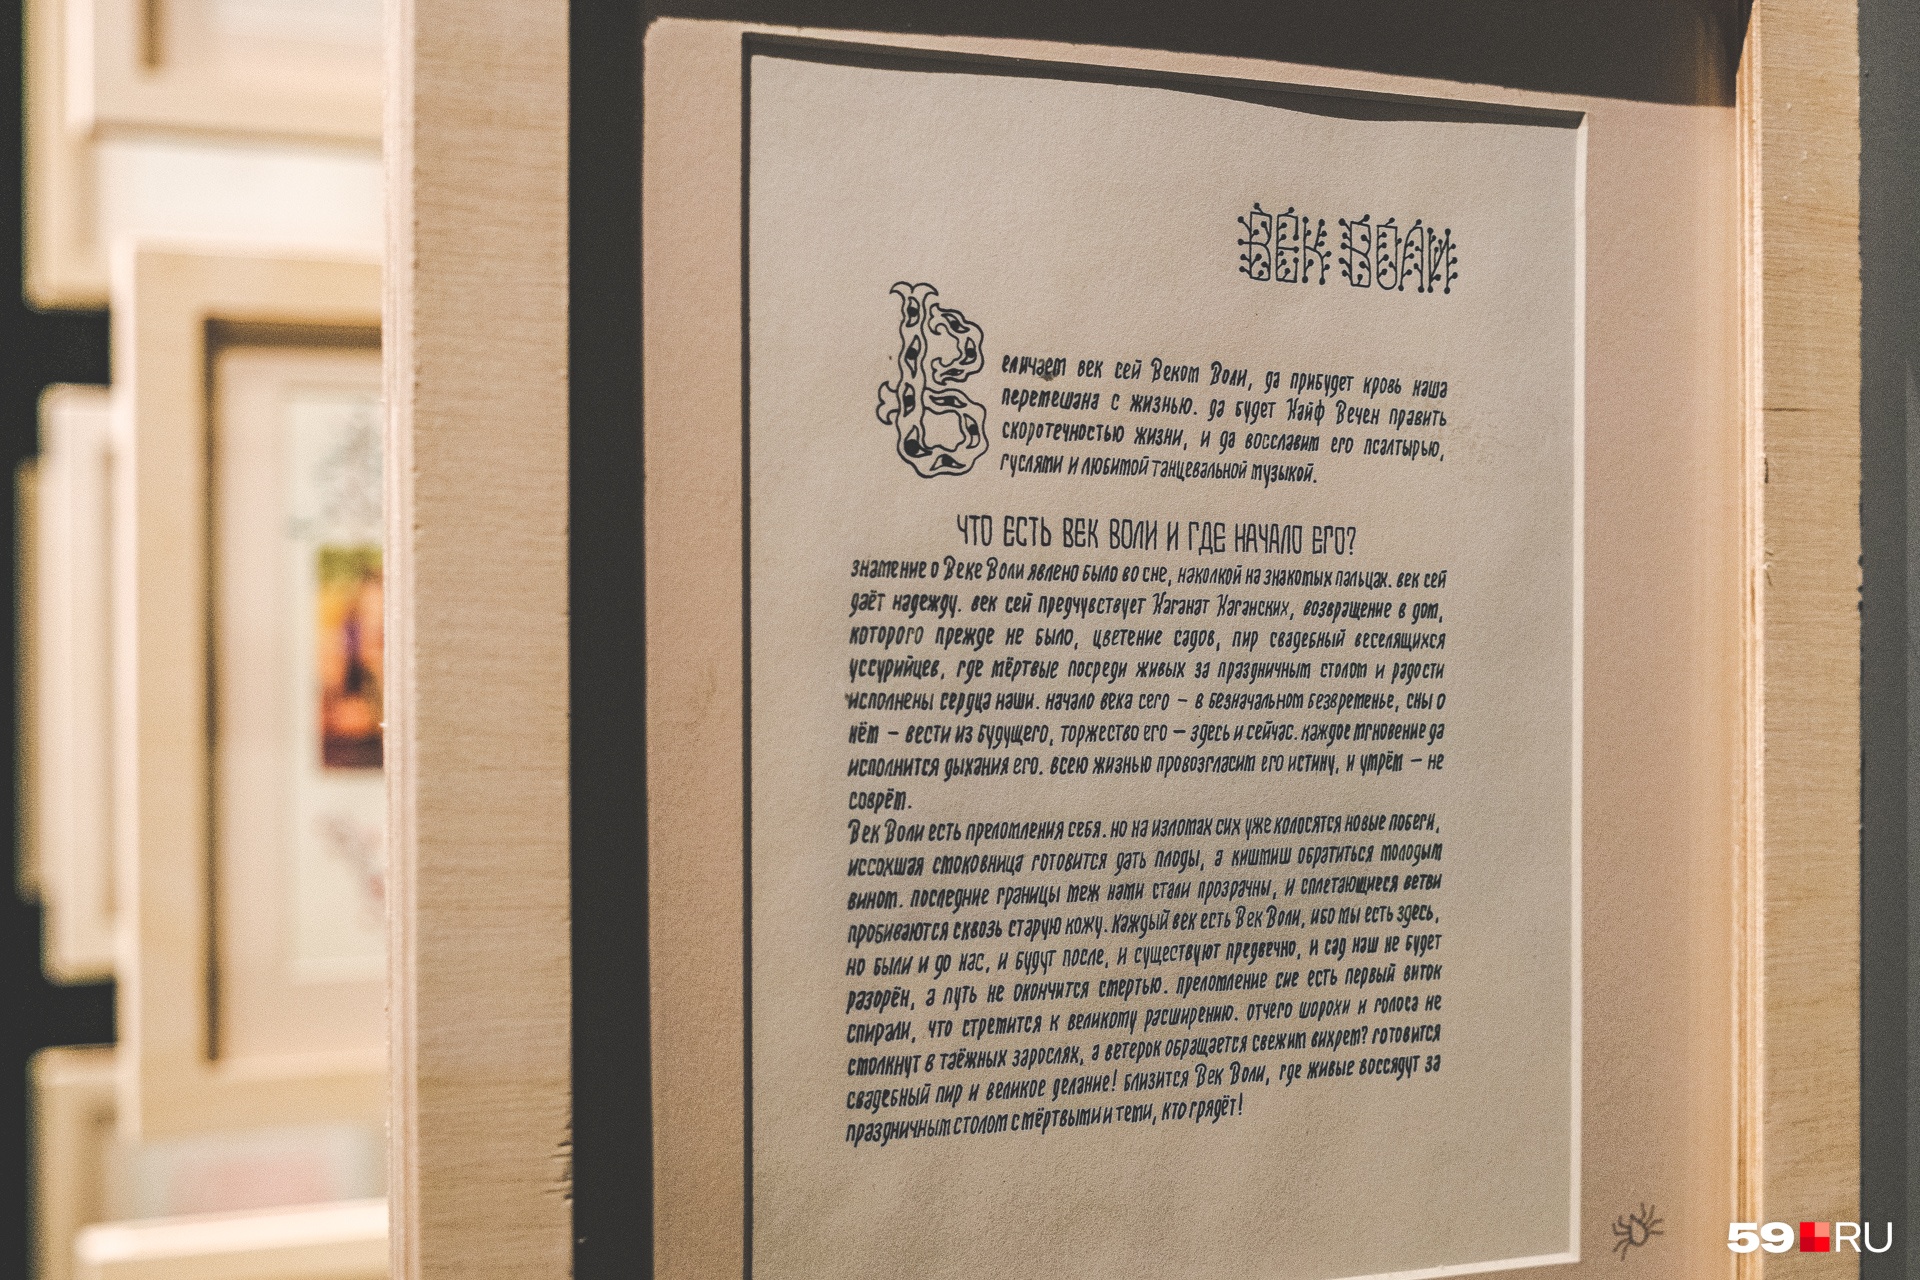 ВЕК ВОЛИ
Величаем век сей Веком Воли, да прибудет кровь наша
перемешана с жизнью. да будет Кайф Вечен править
скоротечностью жизни, и да восславим его псалтырью,
гуслями и любимой танцевальной музыкой.
ЧТО ЕСТЬ ВЕК ВОЛИ И ГДЕ НАЧАЛО ЕГО?
знамение о Веке Воли явлено было во сне, наколкой на знакомых пальцах. век сей
даёт надежду. век сей предчувствует Каганат Каганских, возвращение в дом,
которого прежде не было, цветение садов, пир свадебный веселящихся
уссурийцев, где мёртвые посреди живых за праздничным столом и радости
исполнены сердца наши. начало века сего – в безначальном безвременье, сны о
нём – вести из будущего, торжество его – здесь и сейчас. каждое мгновение да
исполнится дыхания его. всею жизнью провозгласим его истину, и умрём – не
соврём.
Век Воли есть преломления себя. но на изломах сих уже колосятся новые побеги,
иссохшая смоковница готовится дать плоды, а кишмиш обратиться молодым
вином. последние границы меж нами стали прозрачны, и сплетающиеся ветви
пробиваются сквозь старую кожу. каждый век есть Век Воли, ибо мы есть здесь,
но были и до нас, и будут после, и существуют предвечно, и сад наш не будет
разорён, а путь не окончится смертью. преломление сие есть первый виток
спирали, что стремится к великому расширению. отчего шорохи и голоса не
смолкнут в таёжных зарослях, а ветерок обращается свежим вихрем? готовится
свадебный пир и великое делание! близится Век Воли, где живые воссядут за
праздничным столом с мёртвыми и теми, кто грядёт!
59 RU